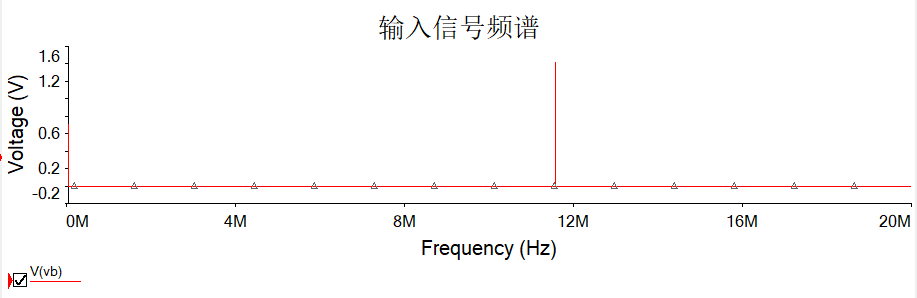 输入信号频谱
Voltage (V)
1.6
1.2
0.6
0.2
-0.2
0M 4M 8M 12M 16M 20M
Frequency (Hz)
V(vb)